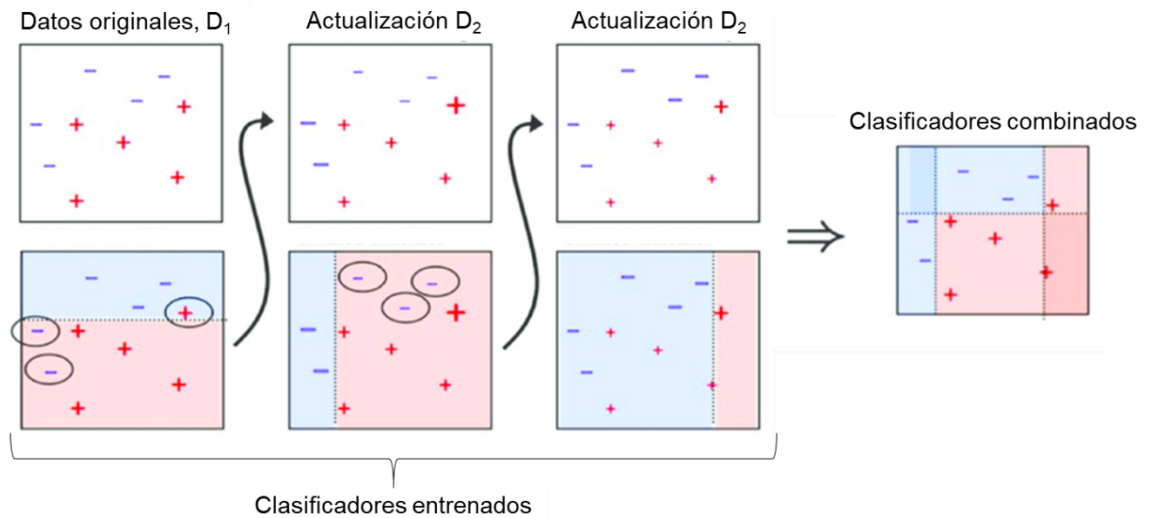 Datos originales, D₁
Actualización D₂
Actualización D₂
Clasificadores combinados
Clasificadores entrenados